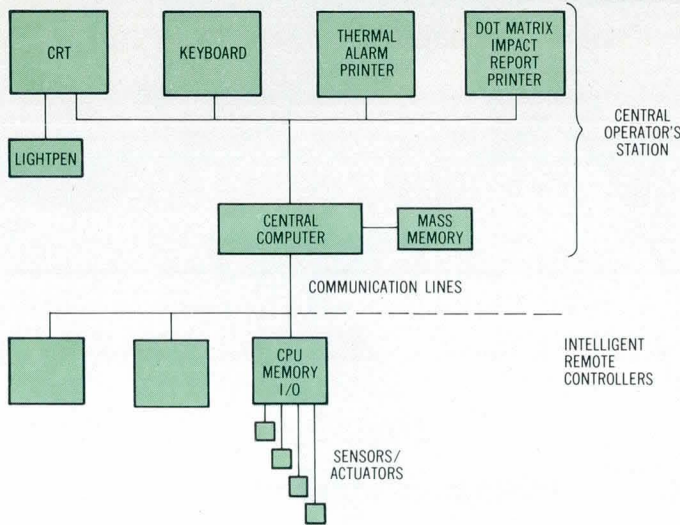 CRT
KEYBOARD
THERMAL
ALARM
PRINTER
DOT MATRIX
IMPACT
REPORT
PRINTER
CENTRAL
OPERATOR'S
STATION
LIGHTPEN
CENTRAL
COMPUTER
MASS
MEMORY
COMMUNICATION LINES
CPU
MEMORY
I/O
INTELLIGENT
REMOTE
CONTROLLERS
SENSORS/
ACTUATORS